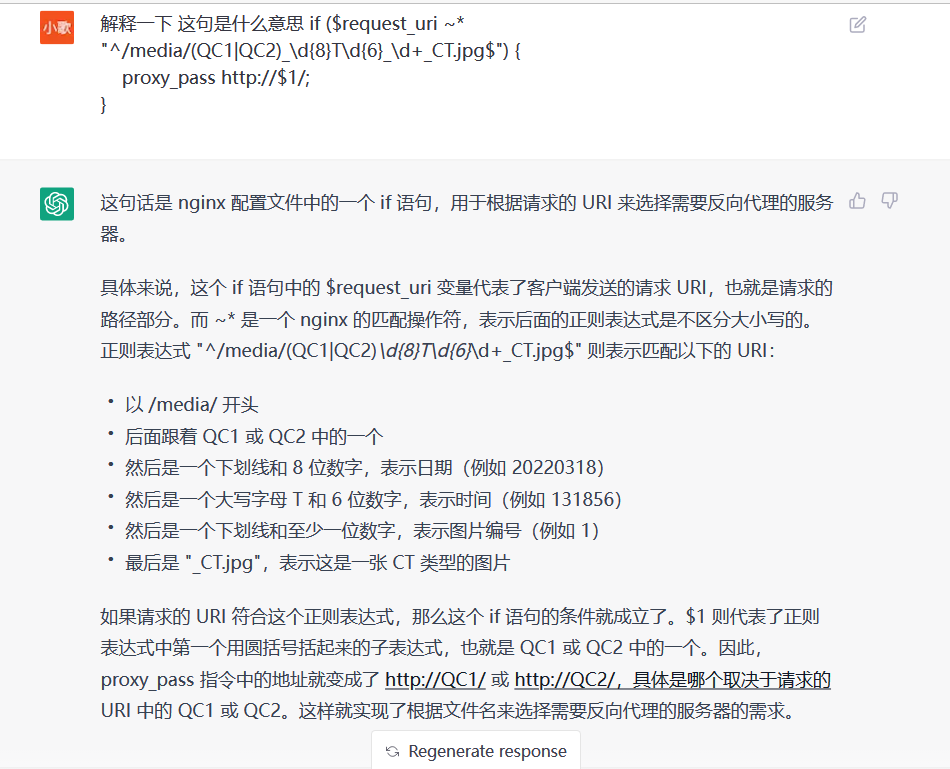 小歌
解释一下 这句是什么意思 if ($request_uri ~*
"^/media/(QC1|QC2)_\d{8}T\d{6}_\d+_CT.jpg$") {
proxy_pass http://$1/;
}
这句话是 nginx 配置文件中的一个 if 语句，用于根据请求的 URI 来选择需要反向代理的服务
器。
具体来说，这个 if 语句中的 $request_uri 变量代表了客户端发送的请求 URI，也就是请求的
路径部分。而 ~* 是一个 nginx 的匹配操作符，表示后面的正则表达式是不区分大小写的。
正则表达式 "^/media/(QC1|QC2)\d{8}T\d{6}\d+_CT.jpg$" 则表示匹配以下的 URI：
• 以 /media/ 开头
• 后面跟着 QC1 或 QC2 中的一个
• 然后是一个下划线和 8 位数字，表示日期（例如 20220318）
• 然后是一个大写字母 T 和 6 位数字，表示时间（例如 131856）
• 然后是一个下划线和至少一位数字，表示图片编号（例如 1）
• 最后是 "_CT.jpg"，表示这是一张 CT 类型的图片
如果请求的 URI 符合这个正则表达式，那么这个 if 语句的条件就成立了。$1 则代表了正则
表达式中第一个用圆括号括起来的子表达式，也就是 QC1 或 QC2 中的一个。因此，
proxy_pass 指令中的地址就变成了 http://QC1/ 或 http://QC2/，具体是哪个取决于请求的
URI 中的 QC1 或 QC2。这样就实现了根据文件名来选择需要反向代理的服务器的需求。
Regenerate response